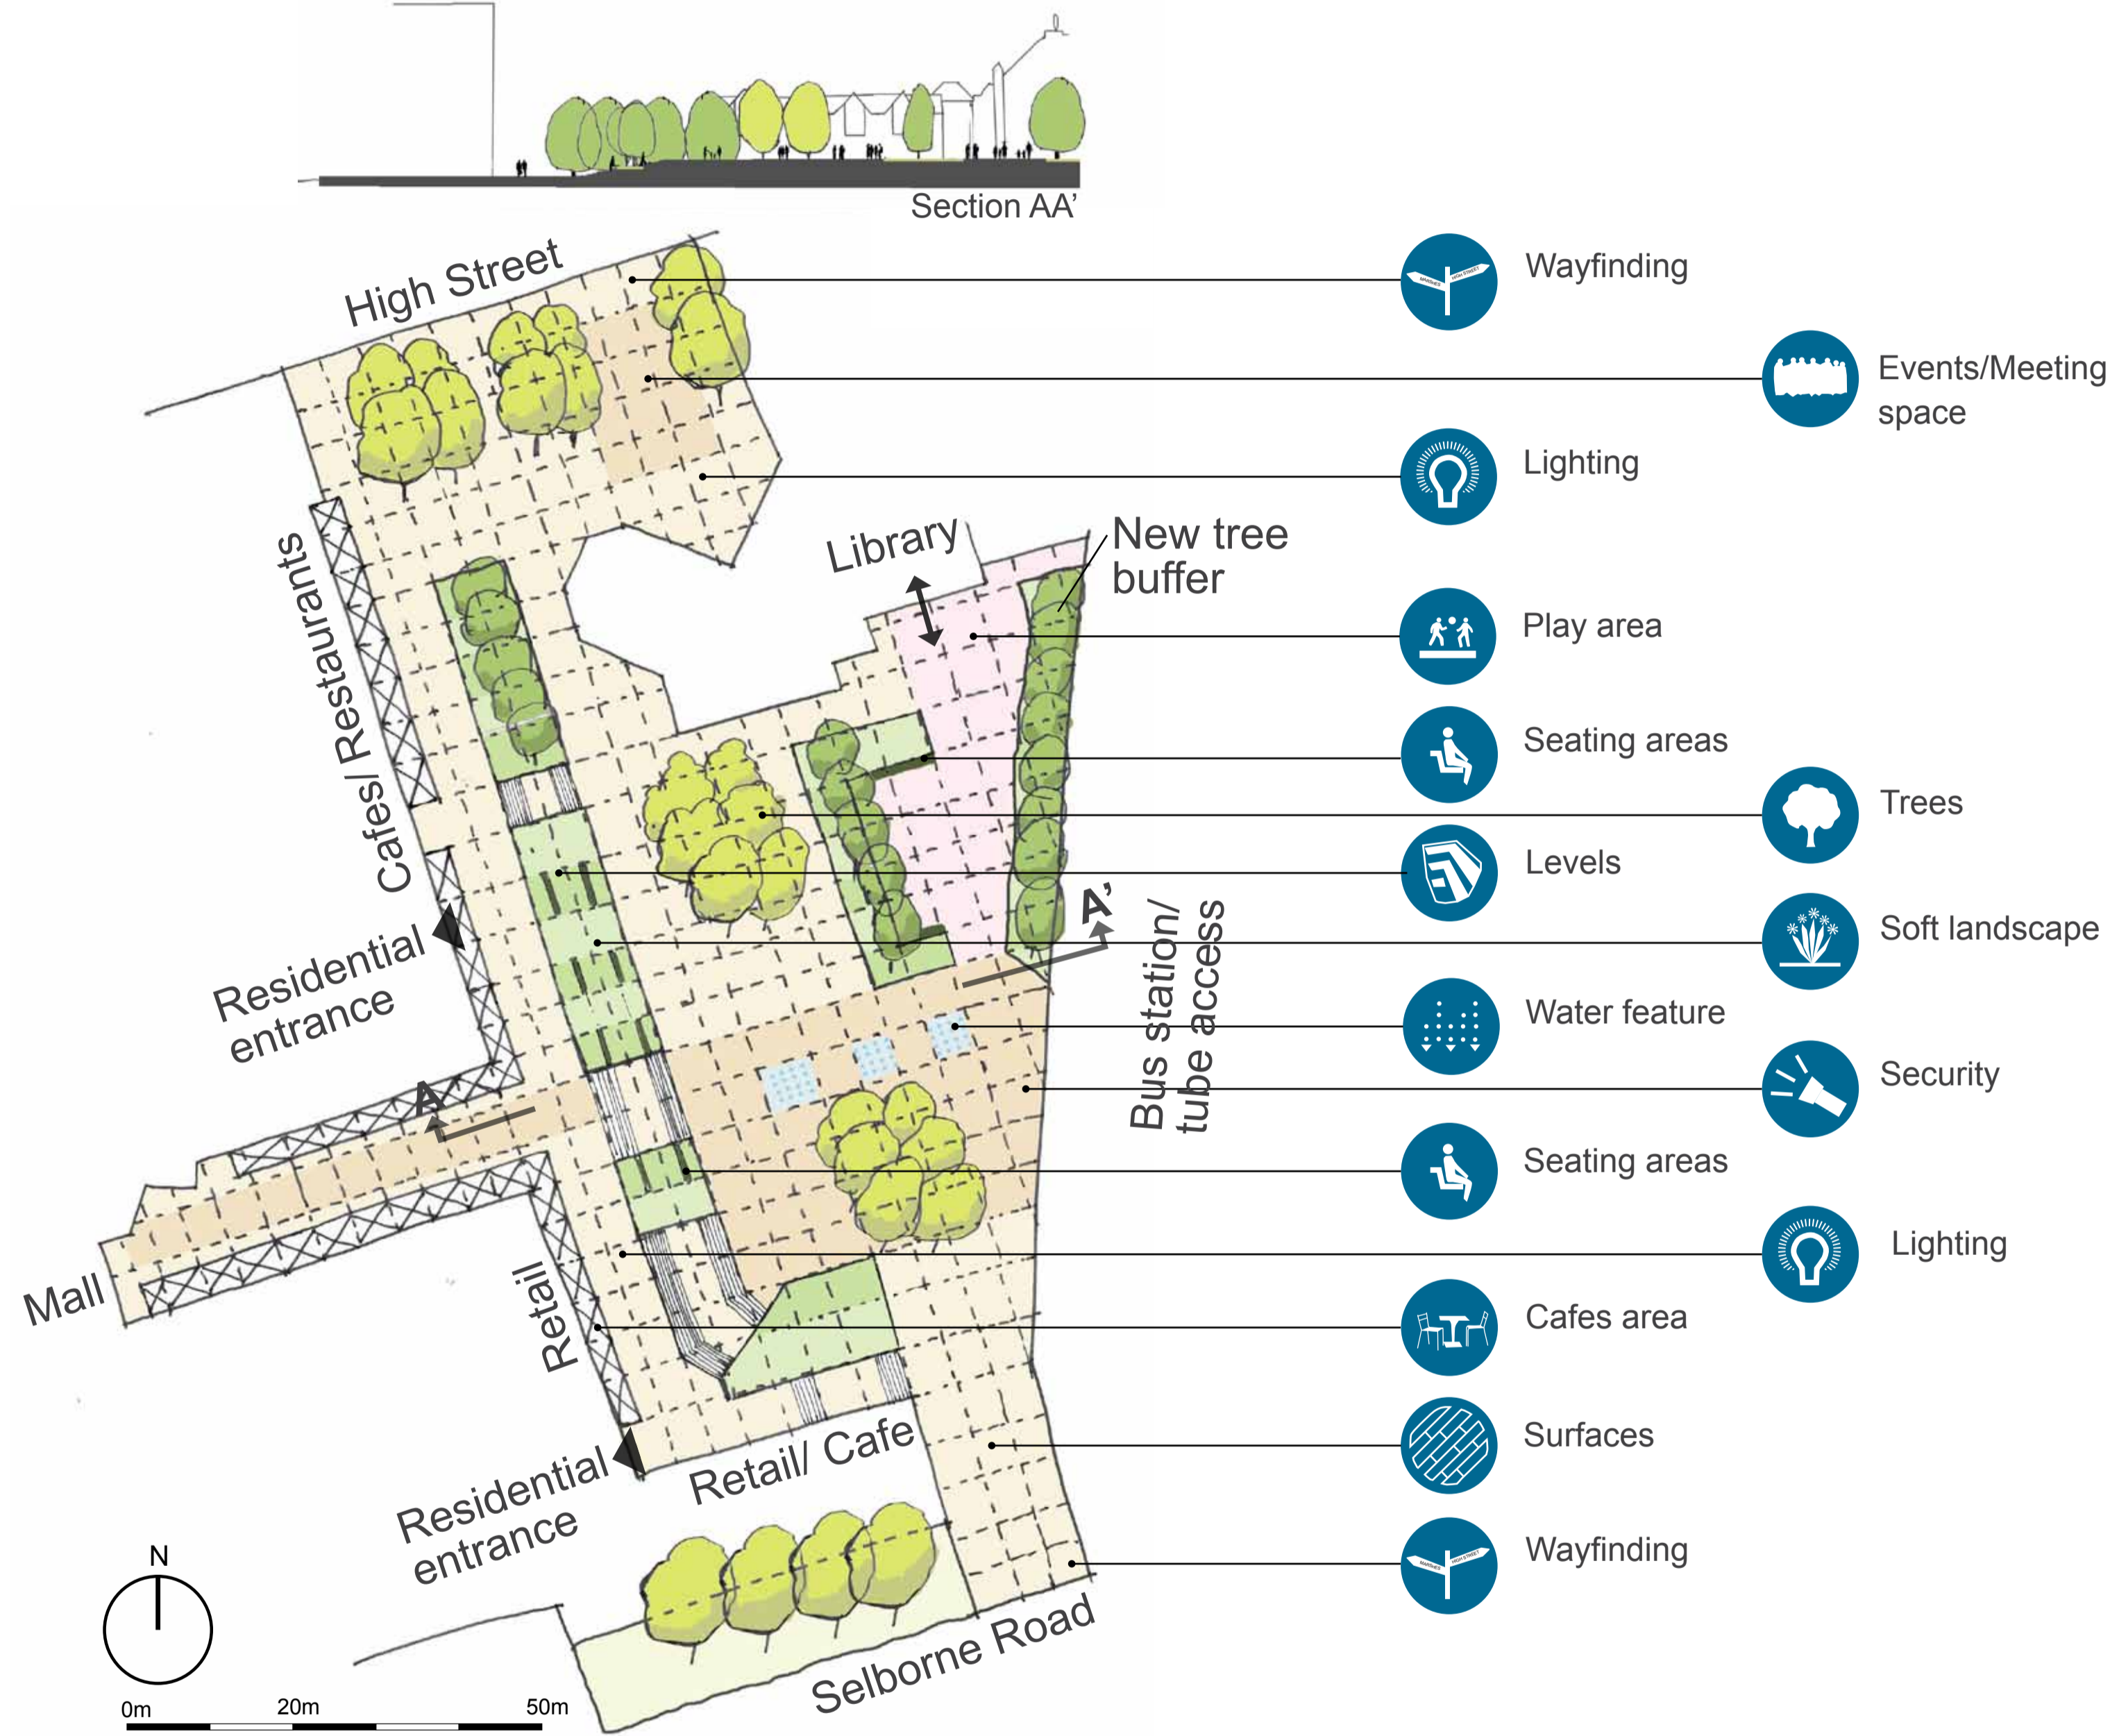 Section AA’
High Street
Wayfinding
Events/Meeting
space
Lighting
Library
New tree
buffer
Cafes/ Restaurants
Play area
Seating areas
Trees
Levels
A’
Soft landscape
Residential
entrance
Bus station/
tube access
Water feature
Security
A
Seating areas
Lighting
Mall
Retail
Cafes area
Retail/ Cafe
Surfaces
Residential
entrance
Wayfinding
Selborne Road
N
0m
20m
50m